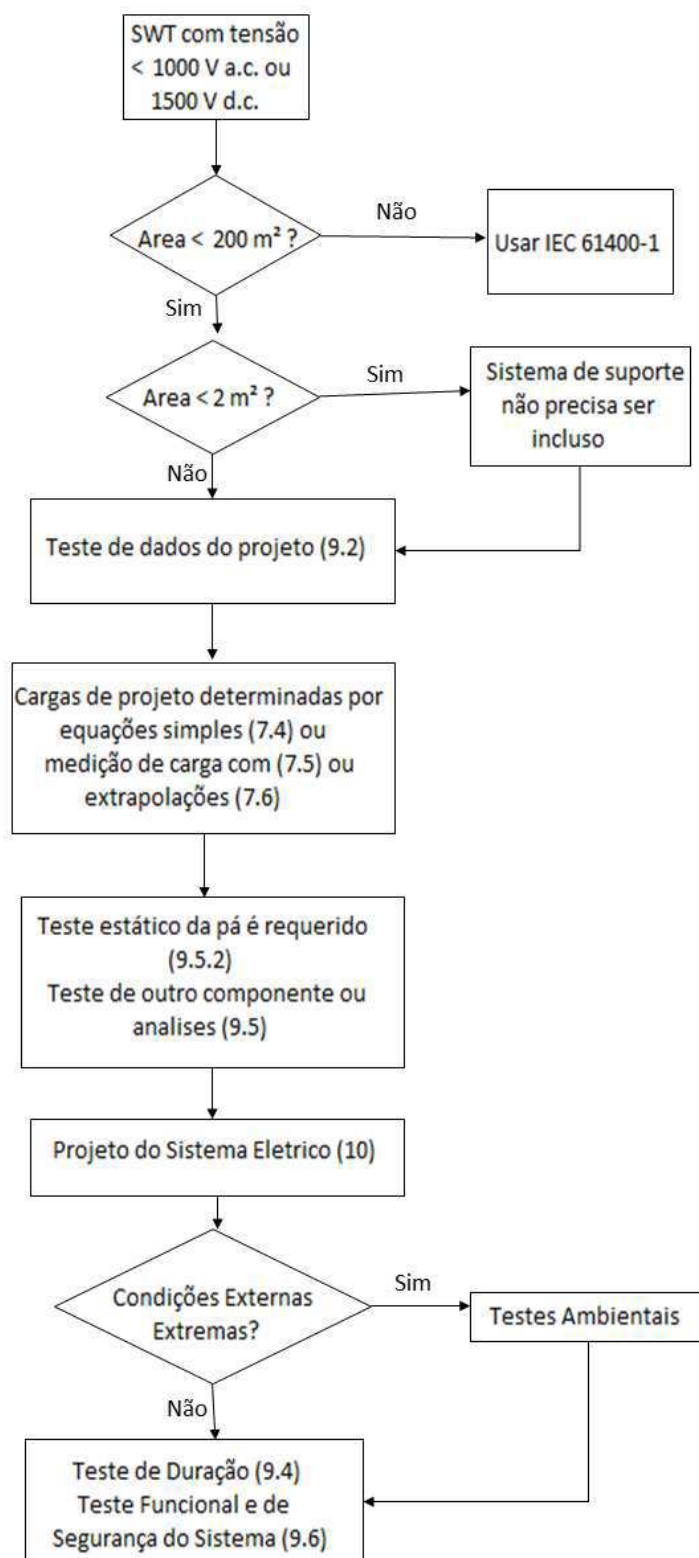 SWT com tensão
< 1000 V a.c. ou
1500 V d.c.
Area < 200 m² ?
Não
Usar IEC 61400-1
Sim
Area < 2 m² ?
Sim
Sistema de suporte
não precisa ser
incluso
Não
Teste de dados do projeto (9.2)
Cargas de projeto determinadas por
equações simples (7.4) ou
medição de carga com (7.5) ou
extrapolações (7.6)
Teste estático da pá é requerido
(9.5.2)
Teste de outro componente ou
analises (9.5)
Projeto do Sistema Eletrico (10)
Condições Externas
Extremas?
Sim
Testes Ambientais
Não
Teste de Duração (9.4)
Teste Funcional e de
Segurança do Sistema (9.6)